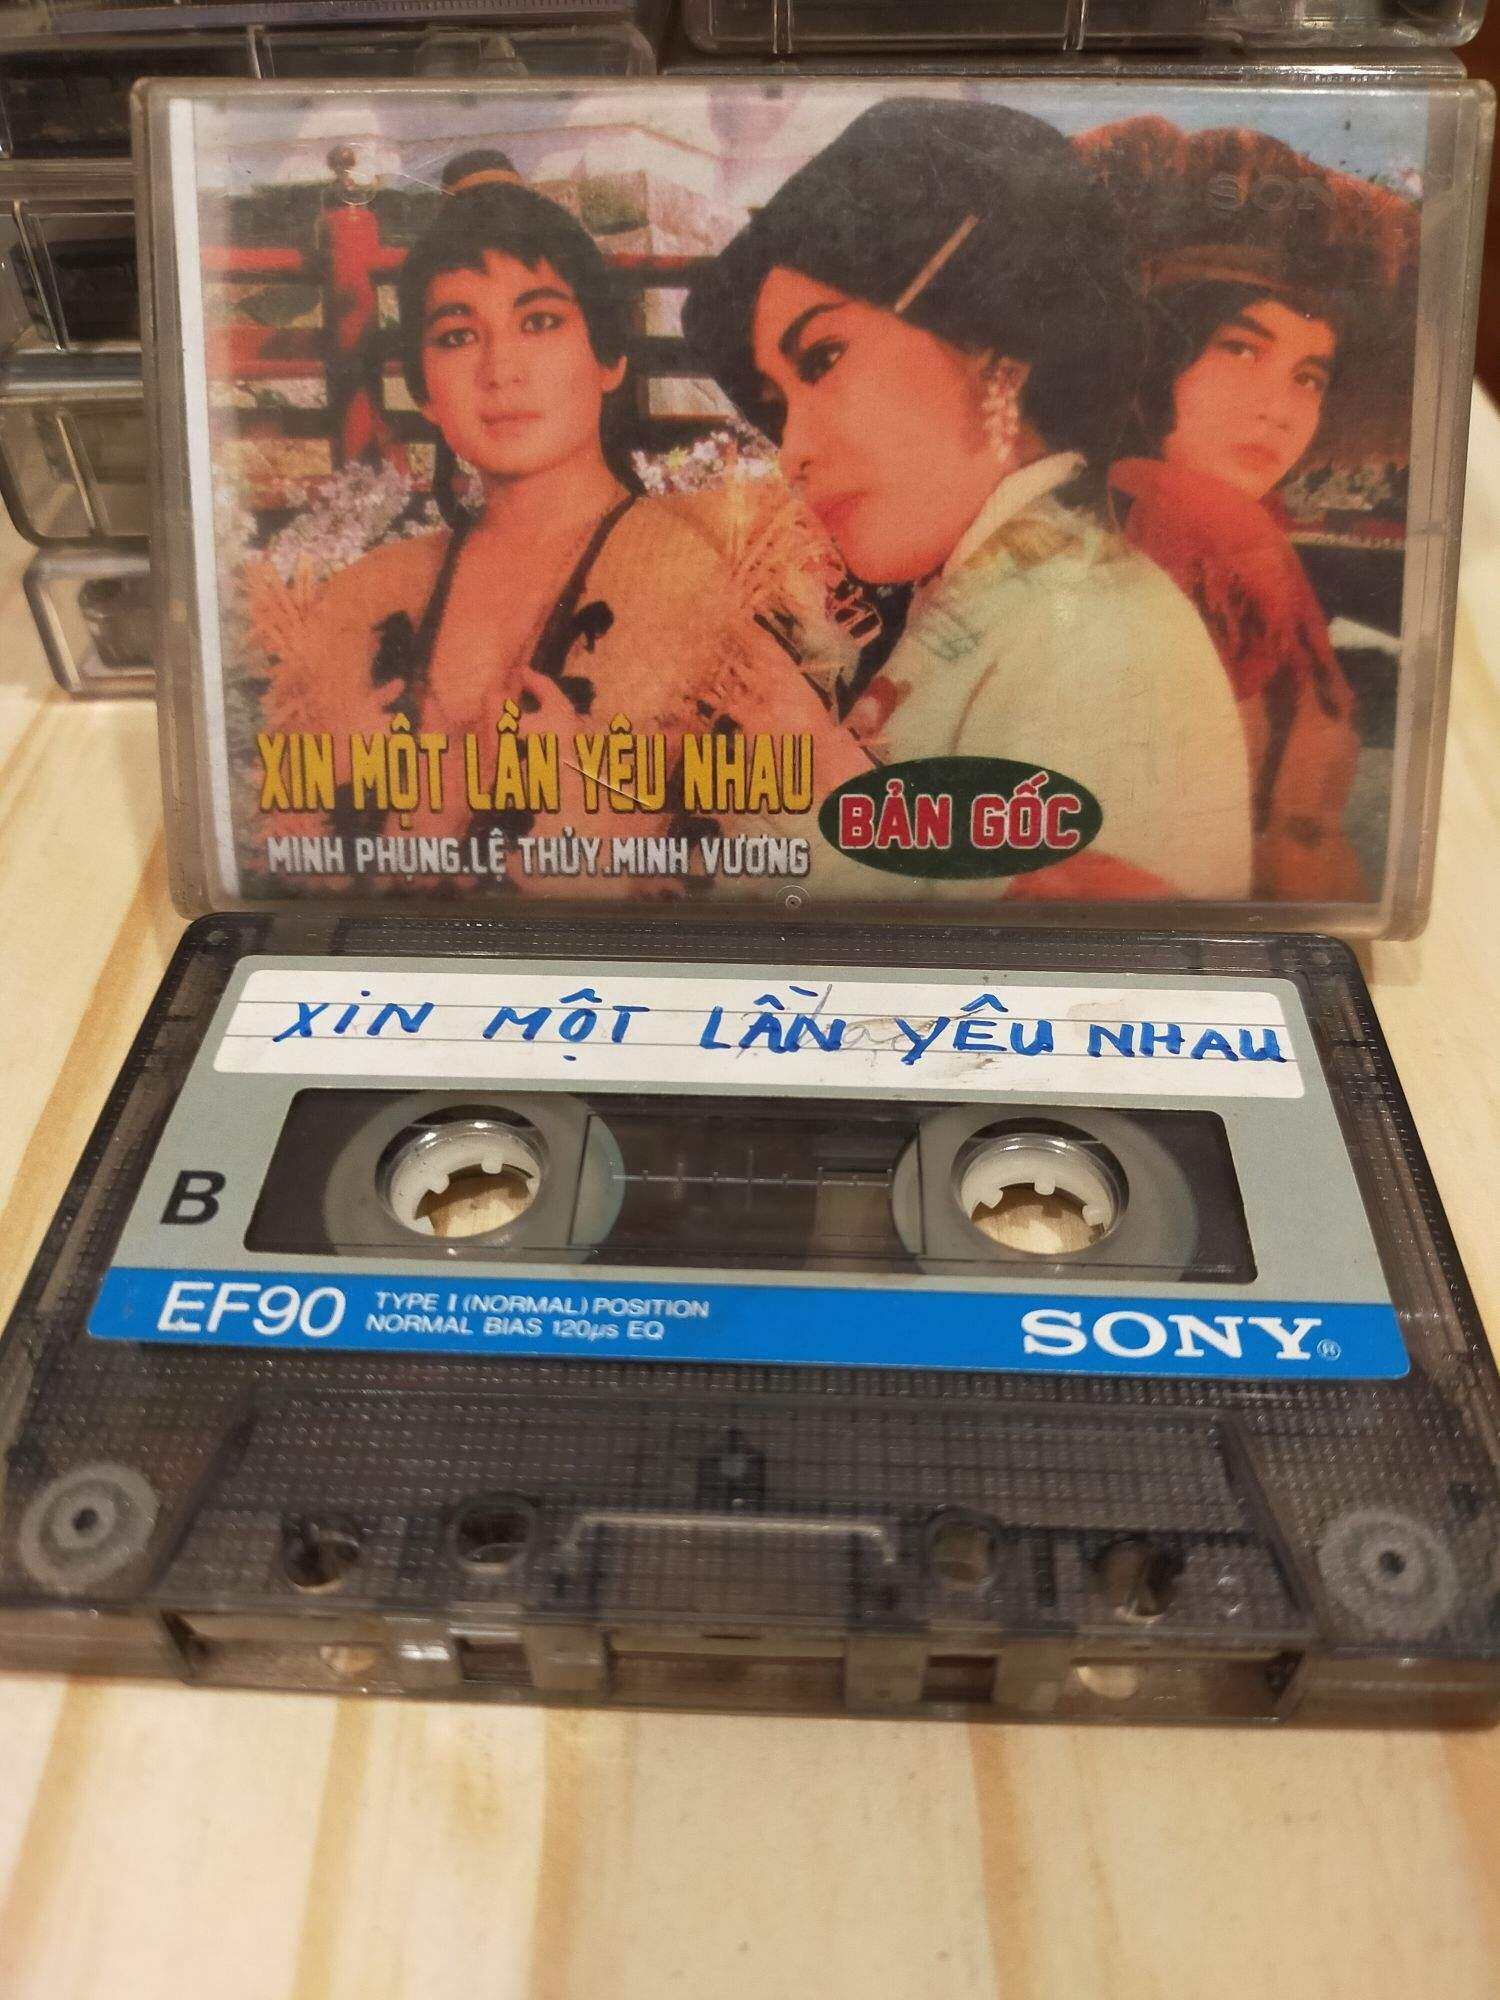 SONY
XIN MỘT LẦN YÊU NHAU
BẢN GỐC
MINH PHỤNG.LỆ THỦY.MINH VƯƠNG
XIN MỘT LẦN YÊU NHAU
B
EF90
TYPE I (NORMAL) POSITION
NORMAL BIAS 120μs EQ
SONY®